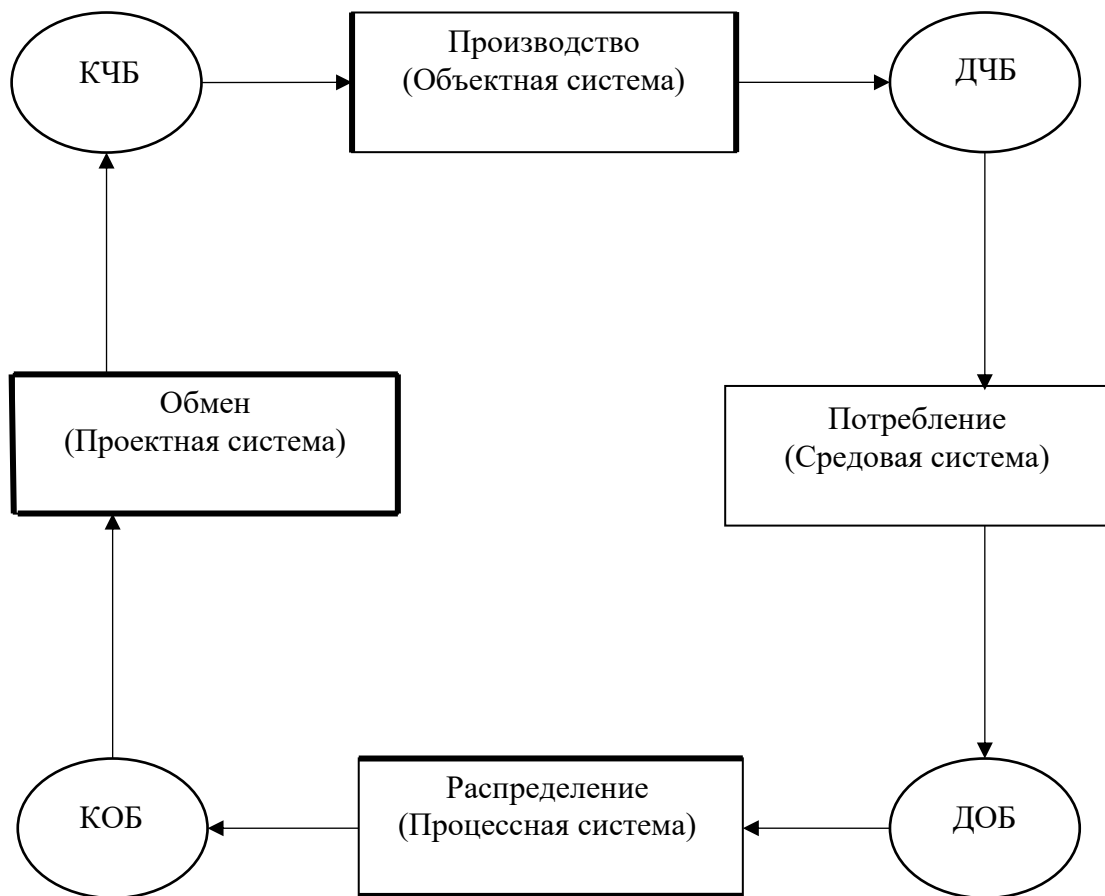 КЧБ
Производство
(Объектная система)
ДЧБ
Обмен
(Проектная система)
Потребление
(Средовая система)
КОБ
Распределение
(Процессная система)
ДОБ